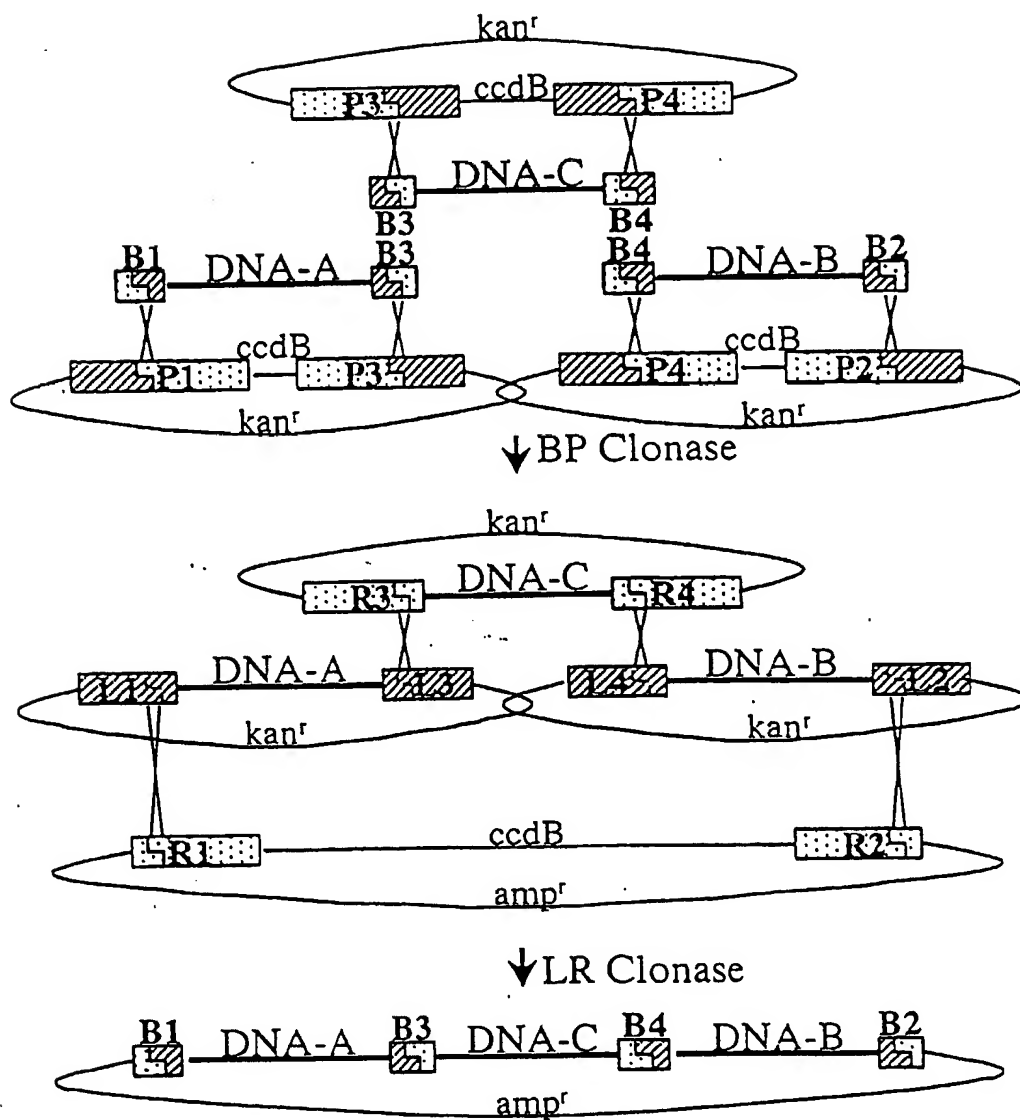 kanʳ
P3 ccdB P4
DNA-C
B3 B4
B1 DNA-A B3 B4 DNA-B B2
ccdB ccdB
P1 P3 P4 P2
kanʳ kanʳ
BP Clonase
kanʳ
R3 DNA-C R4
DNA-A DNA-B
L1 L3 L4 L2
kanʳ kanʳ
ccdB
R1 R2
ampʳ
LR Clonase
B1 DNA-A B3 DNA-C B4 DNA-B B2
ampʳ